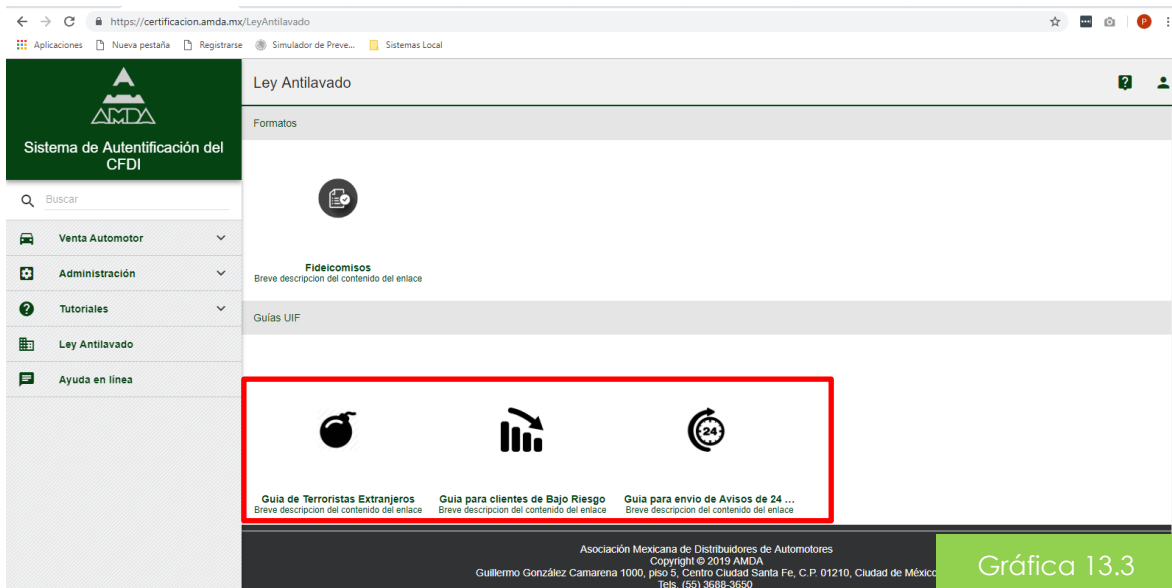 https://certificacion.amda.mx/LeyAntilavado
P
Aplicaciones Nueva pestaña Registrarse Simulador de Preve... Sistemas Local
AMDA
Sistema de Autentificación del
CFDI
Buscar
Venta Automotor
Administración
Tutoriales
Ley Antilavado
Ayuda en línea
Ley Antilavado
Formatos
Fideicomisos
Breve descripcion del contenido del enlace
Guías UIF
24
Guia de Terroristas Extranjeros Guia para clientes de Bajo Riesgo Guia para envio de Avisos de 24 ...
Breve descripcion del contenido del enlace Breve descripcion del contenido del enlace Breve descripcion del contenido del enlace
Asociación Mexicana de Distribuidores de Automotores
Copyright © 2019 AMDA
Guillermo González Camarena 1000, piso 5, Centro Ciudad Santa Fe, C.P. 01210, Ciudad de México
Tels. (55) 3688-3650
Gráfica 13.3